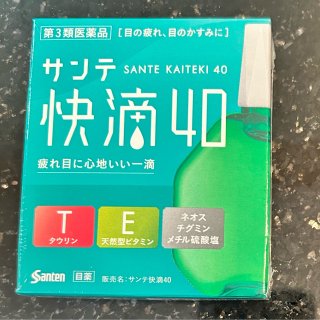 第3類医薬品 [目の疲れ、目のかすみに]
サンテ SANTE KAITEKI 40
快滴40
疲れ目に心地いい一滴
T
タウリン
E
天然型ビタミン
ネオス
チグミン
メチル硫酸塩
Santen 目薬 販売名:サンテ快滴40